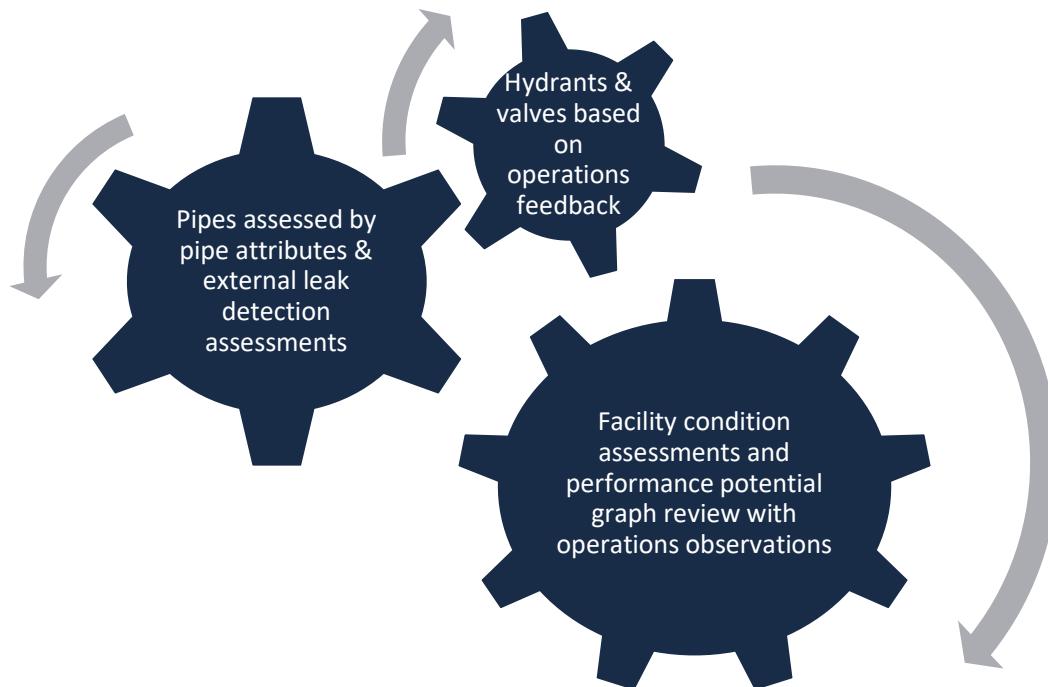 Hydrants &
valves based
on
operations
feedback
Pipes assessed by
pipe attributes &
external leak
detection
assessments
Facility condition
assessments and
performance potential
graph review with
operations observations